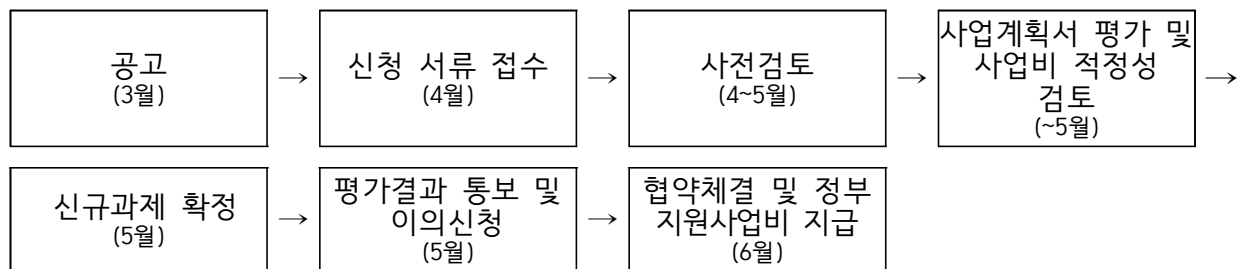 공고
(3월)
→
신청 서류 접수
(4월)
→
사전검토
(4~5월)
→
사업계획서 평가 및
사업비 적정성
검토
(~5월)
→
신규과제 확정
(5월)
→
평가결과 통보 및
이의신청
(5월)
→
협약체결 및 정부
지원사업비 지급
(6월)